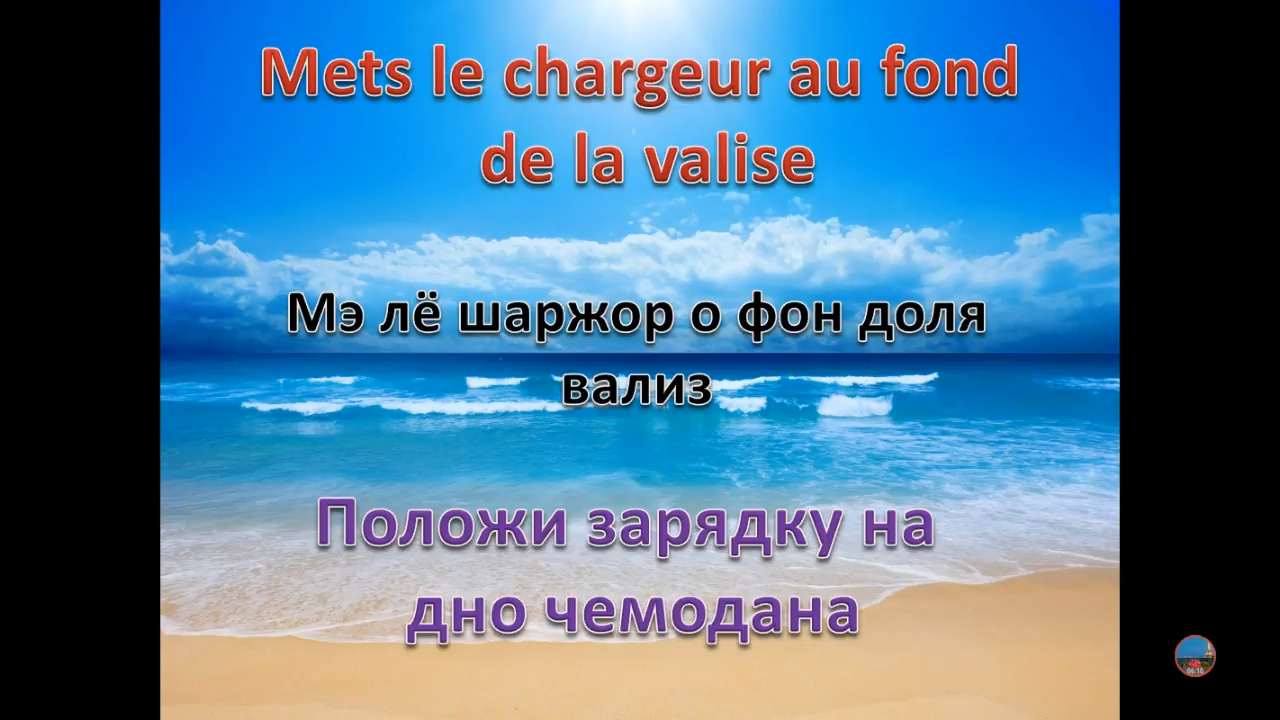 Mets le chargeur au fond
de la valise
Мэ лё шаржор о фон доля
вализ
Положи зарядку на
дно чемодана